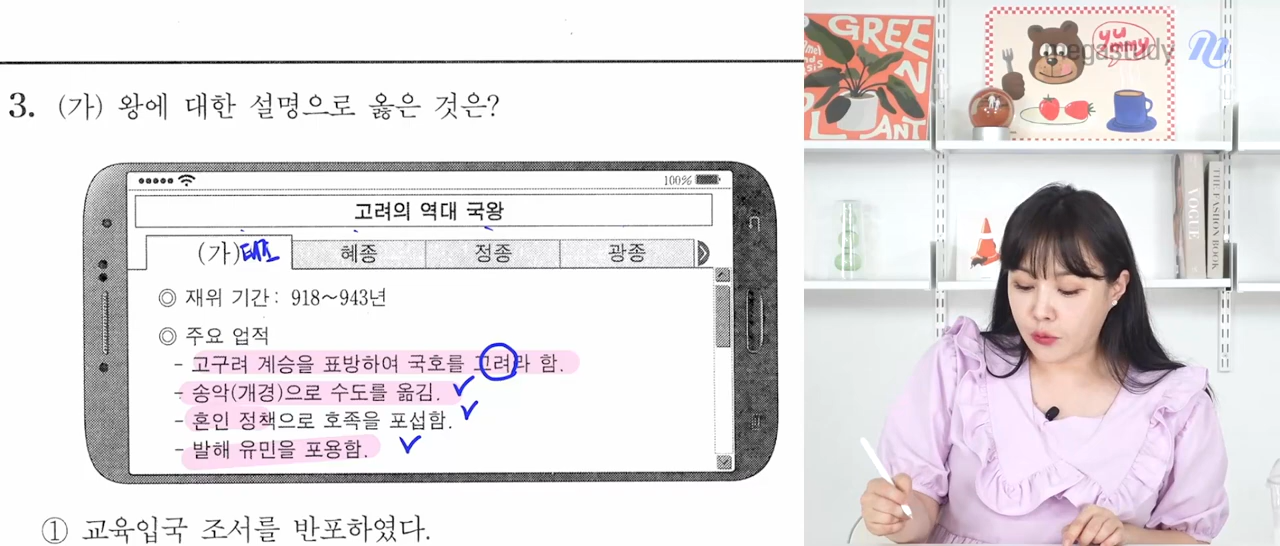 3. (가) 왕에 대한 설명으로 옳은 것은?
100%
고려의 역대 국왕
(가) 태조 혜종 정종 광종
◎ 재위 기간 : 918~943년
◎ 주요 업적
- 고구려 계승을 표방하여 국호를 고려라 함.
- 송악(개경)으로 수도를 옮김.
- 혼인 정책으로 호족을 포섭함.
- 발해 유민을 포용함.
① 교육입국 조서를 반포하였다.
GREE
N
PL
ANT
yu
yummy
megastudy
VOGUE
THE FASHION BOOK